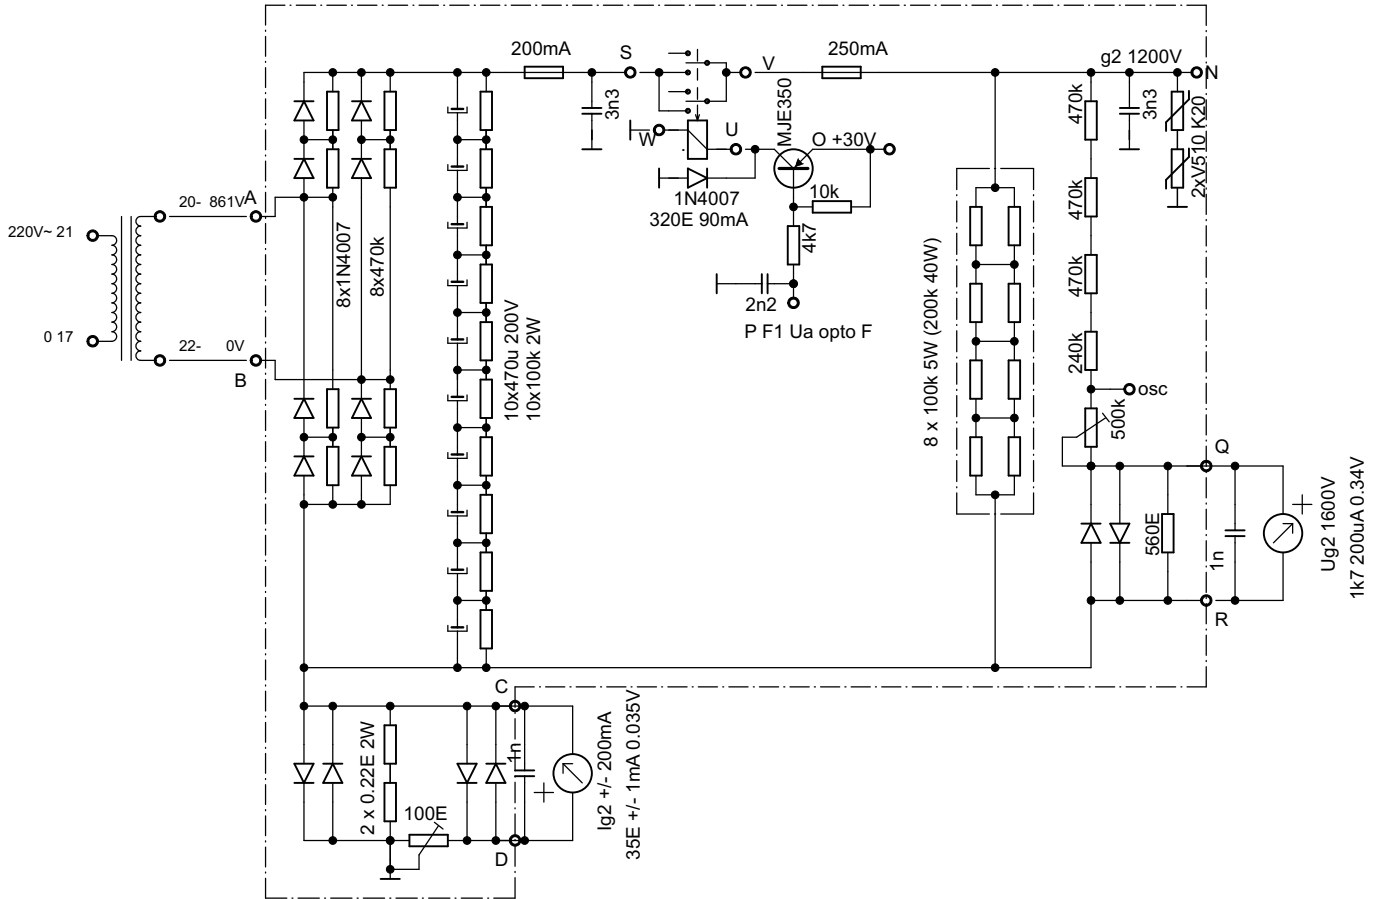 200mA
S
V
250mA
g2 1200V
N
3n3
MJE350
470k
3n3
2xV510 K20
W
U
O +30V
1N4007
320E 90mA
10k
20- 861V
A
220V~ 21
8x1N4007
8x470k
4k7
470k
2n2
P F1 Ua opto F
470k
10x470u 200V
10x100k 2W
8 x 100k 5W (200k 40W)
0 17
22- 0V
B
240k
osc
500k
Q
560E
1n
Ug2 1600V
1k7 200uA 0.34V
R
C
2 x 0.22E 2W
1n
Ig2 +/- 200mA
35E +/- 1mA 0.035V
100E
D